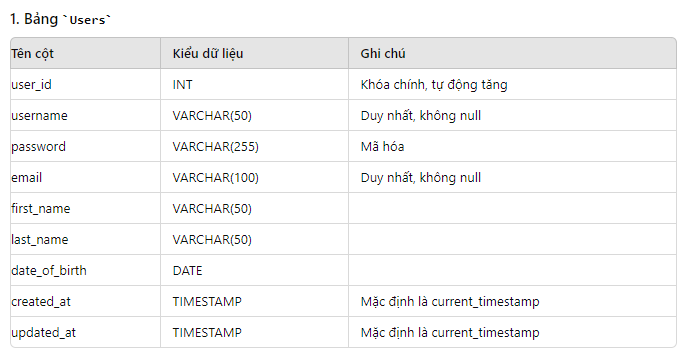 1. Bảng `Users`
Tên cột Kiểu dữ liệu Ghi chú
user_id INT Khóa chính, tự động tăng
username VARCHAR(50) Duy nhất, không null
password VARCHAR(255) Mã hóa
email VARCHAR(100) Duy nhất, không null
first_name VARCHAR(50)
last_name VARCHAR(50)
date_of_birth DATE
created_at TIMESTAMP Mặc định là current_timestamp
updated_at TIMESTAMP Mặc định là current_timestamp